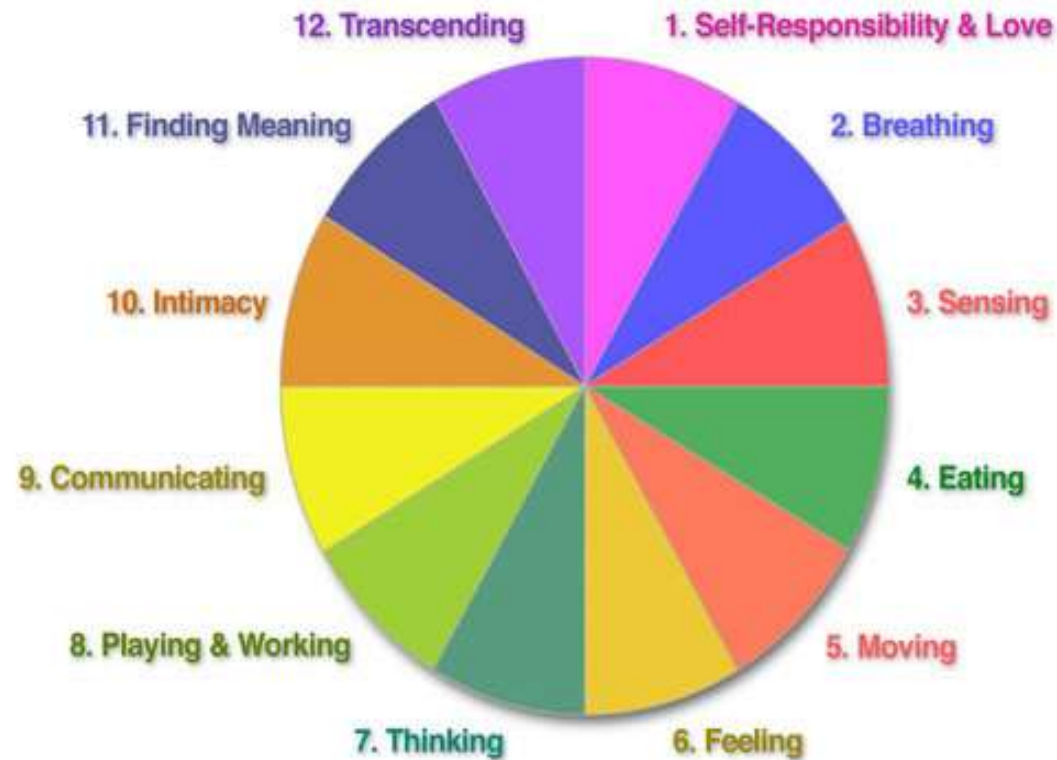 1. Self-Responsibility & Love
2. Breathing
3. Sensing
4. Eating
5. Moving
6. Feeling
7. Thinking
8. Playing & Working
9. Communicating
10. Intimacy
11. Finding Meaning
12. Transcending